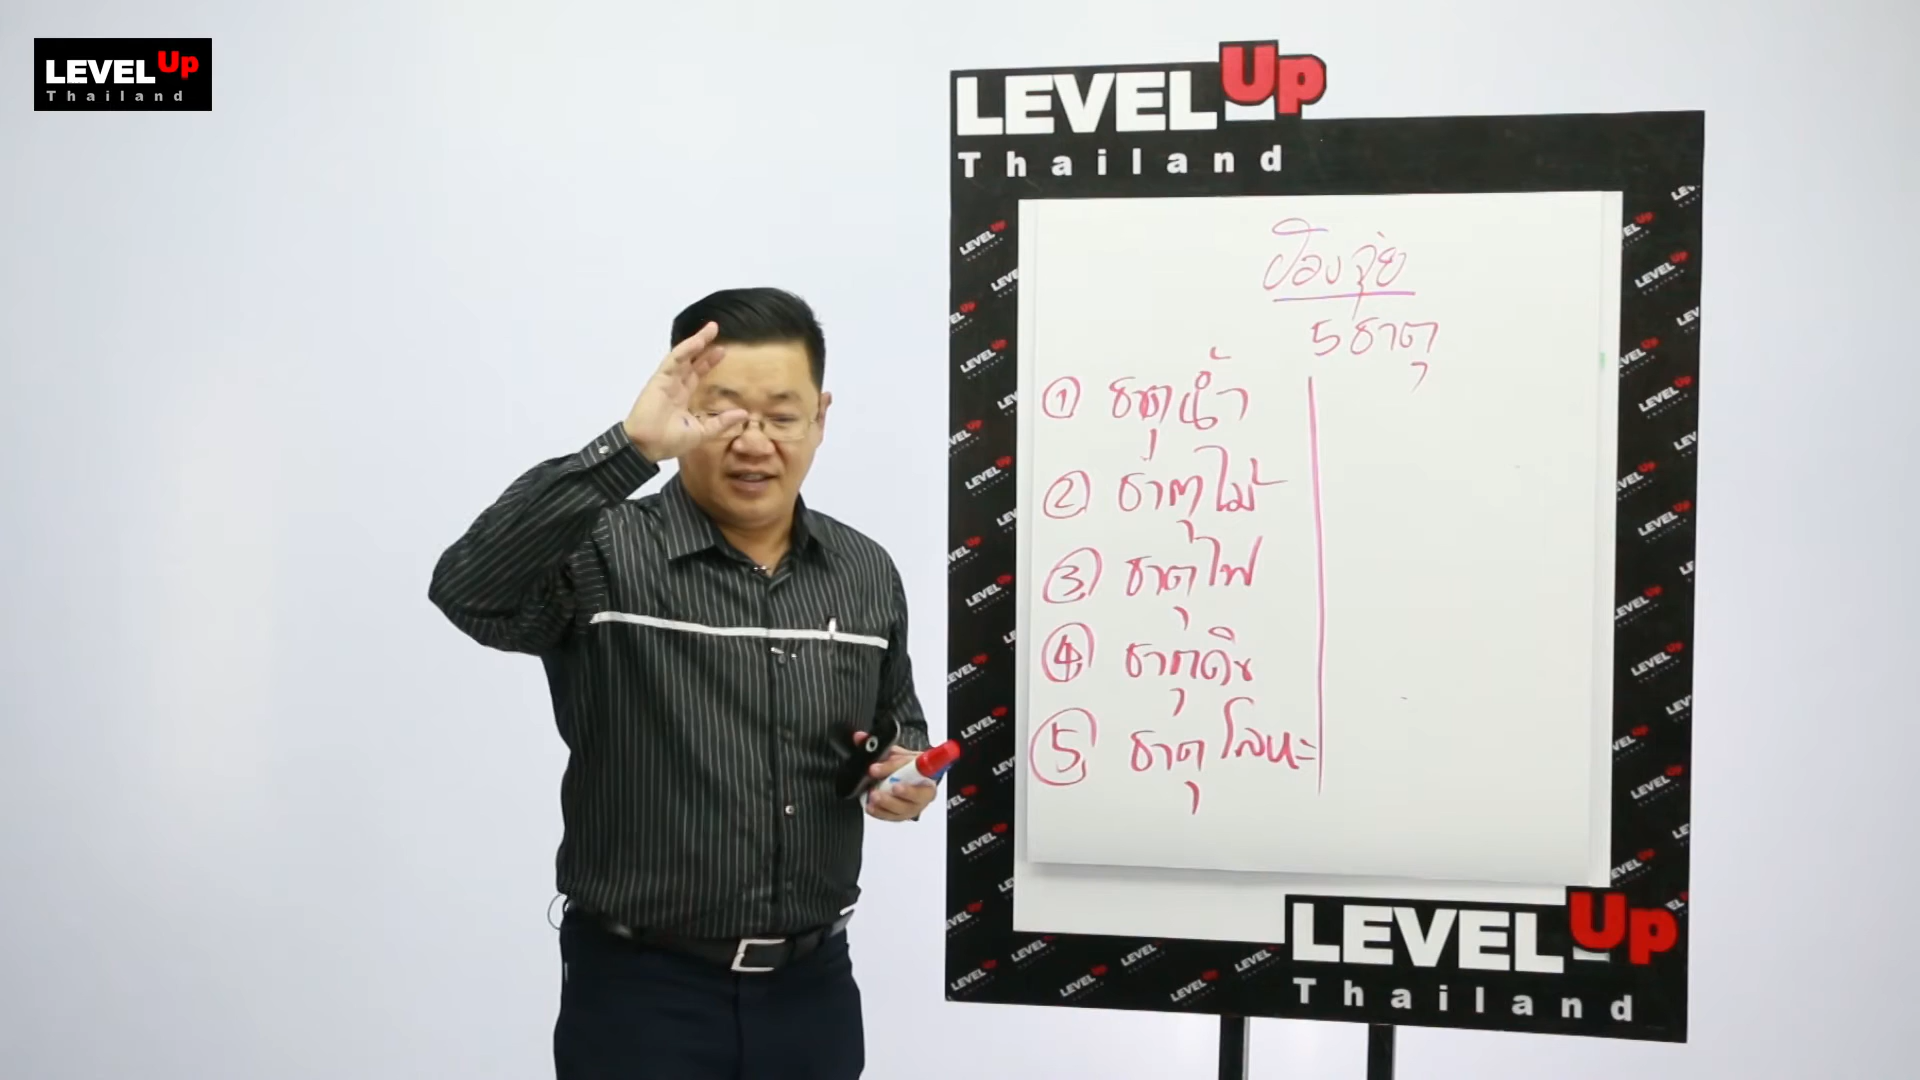 LEVEL Up
Thailand
LEVEL Up
Thailand
ฮวงจุ้ย
5 ธาตุ
1 ธาตุน้ำ
2 ธาตุไม้
3 ธาตุไฟ
4 ธาตุดิน
5 ธาตุโลหะ
LEVEL Up
Thailand